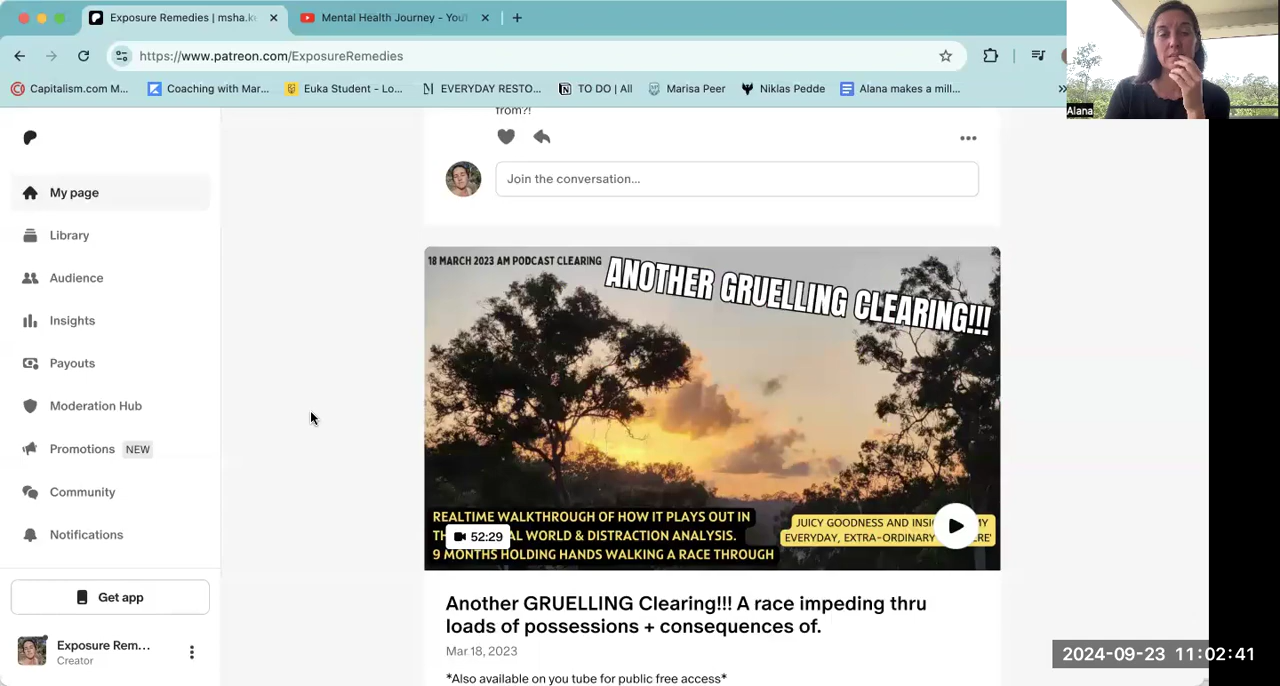 Exposure Remedies | msha.k
Mental Health Journey - You
https://www.patreon.com/ExposureRemedies
Capitalism.com M...
Coaching with Mar...
Euka Student - Lo...
EVERYDAY RESTO...
TO DO | All
Marisa Peer
Niklas Pedde
Alana makes a mill...
»
Alana
My page
Library
Audience
Insights
Payouts
Moderation Hub
Promotions NEW
Community
Notifications
Get app
Exposure Rem...
Creator
from?!
Join the conversation...
18 MARCH 2023 AM PODCAST CLEARING
ANOTHER GRUELLING CLEARING!!!
REALTIME WALKTHROUGH OF HOW IT PLAYS OUT IN
WORLD & DISTRACTION ANALYSIS.
9 MONTHS HOLDING HANDS WALKING A RACE THROUGH
52:29
JUICY GOODNESS AND
EVERYDAY, EXTRA-ORDINARY
Another GRUELLING Clearing!!! A race impeding thru
loads of possessions + consequences of.
Mar 18, 2023
*Also available on you tube for public free access*
2024-09-23 11:02:41